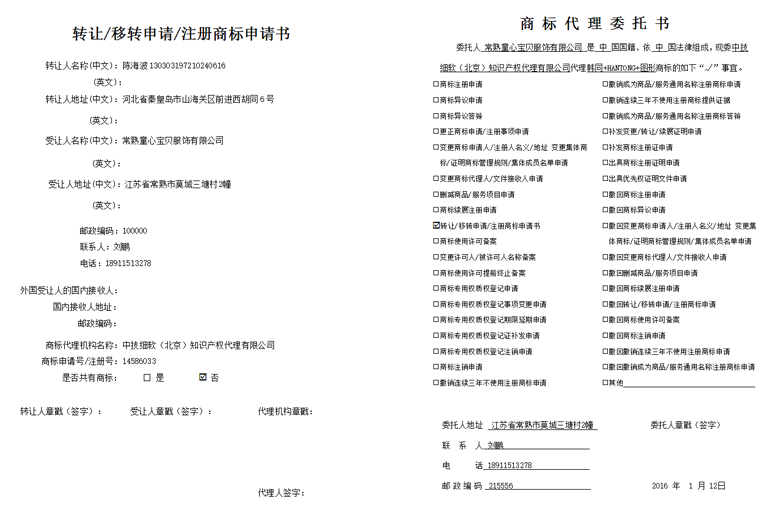 转让/移转申请/注册商标申请书
转让人名称(中文): 陈海波 130303197210240616
(英文):
转让人地址(中文): 河北省秦皇岛市山海关区前进西胡同 6 号
(英文):
受让人名称(中文): 常熟童心宝贝服饰有限公司
(英文):
受让人地址(中文): 江苏省常熟市莫城三塘村2幢
(英文):
邮政编码: 100000
联系人: 刘鹏
电话: 18911513278
外国受让人的国内接收人:
国内接收人地址:
邮政编码:
商标代理机构名称: 中技细软（北京）知识产权代理有限公司
商标申请号/注册号: 14586033
是否共有商标: □ 是 ☑ 否
转让人章戳（签字）: 受让人章戳（签字）: 代理机构章戳:
代理人签字:
商 标 代 理 委 托 书
委托人 常熟童心宝贝服饰有限公司 是 中 国国籍、依 中 国法律组成，现委中技
细软（北京）知识产权代理有限公司代理韩同+HANTONG+图形商标的如下“√”事宜。
□商标注册申请
□商标异议申请
□商标异议答辩
□更正商标申请/注册事项申请
□变更商标申请人/注册人名义/地址 变更集体商
标/证明商标管理规则/集体成员名单申请
□变更商标代理人/文件接收人申请
□删减商品/服务项目申请
□商标续展注册申请
☑转让/移转申请/注册商标申请书
□商标使用许可备案
□变更许可人/被许可人名称备案
□商标使用许可提前终止备案
□商标专用权质权登记申请
□商标专用权质权登记事项变更申请
□商标专用权质权登记期限延期申请
□商标专用权质权登记证补发申请
□商标专用权质权登记注销申请
□商标注销申请
□撤销连续三年不使用注册商标申请
□撤销成为商品/服务通用名称注册商标申请
□撤销连续三年不使用注册商标提供证据
□撤销成为商品/服务通用名称注册商标答辩
□补发变更/转让/续展证明申请
□补发商标注册证申请
□出具商标注册证明申请
□出具优先权证明文件申请
□撤回商标注册申请
□撤回商标异议申请
□撤回变更商标申请人/注册人名义/地址 变更集
体商标/证明商标管理规则/集体成员名单申请
□撤回变更商标代理人/文件接收人申请
□撤回删减商品/服务项目申请
□撤回商标续展注册申请
□撤回转让/移转申请/注册商标申请
□撤回商标使用许可备案
□撤回商标注销申请
□撤回撤销连续三年不使用注册商标申请
□撤回撤销成为商品/服务通用名称注册商标申请
□其他
委托人地址 江苏省常熟市莫城三塘村2幢 委托人章戳（签字）
联 系 人 刘鹏
电 话 18911513278
邮政编码 215556 2016 年 1 月 12日